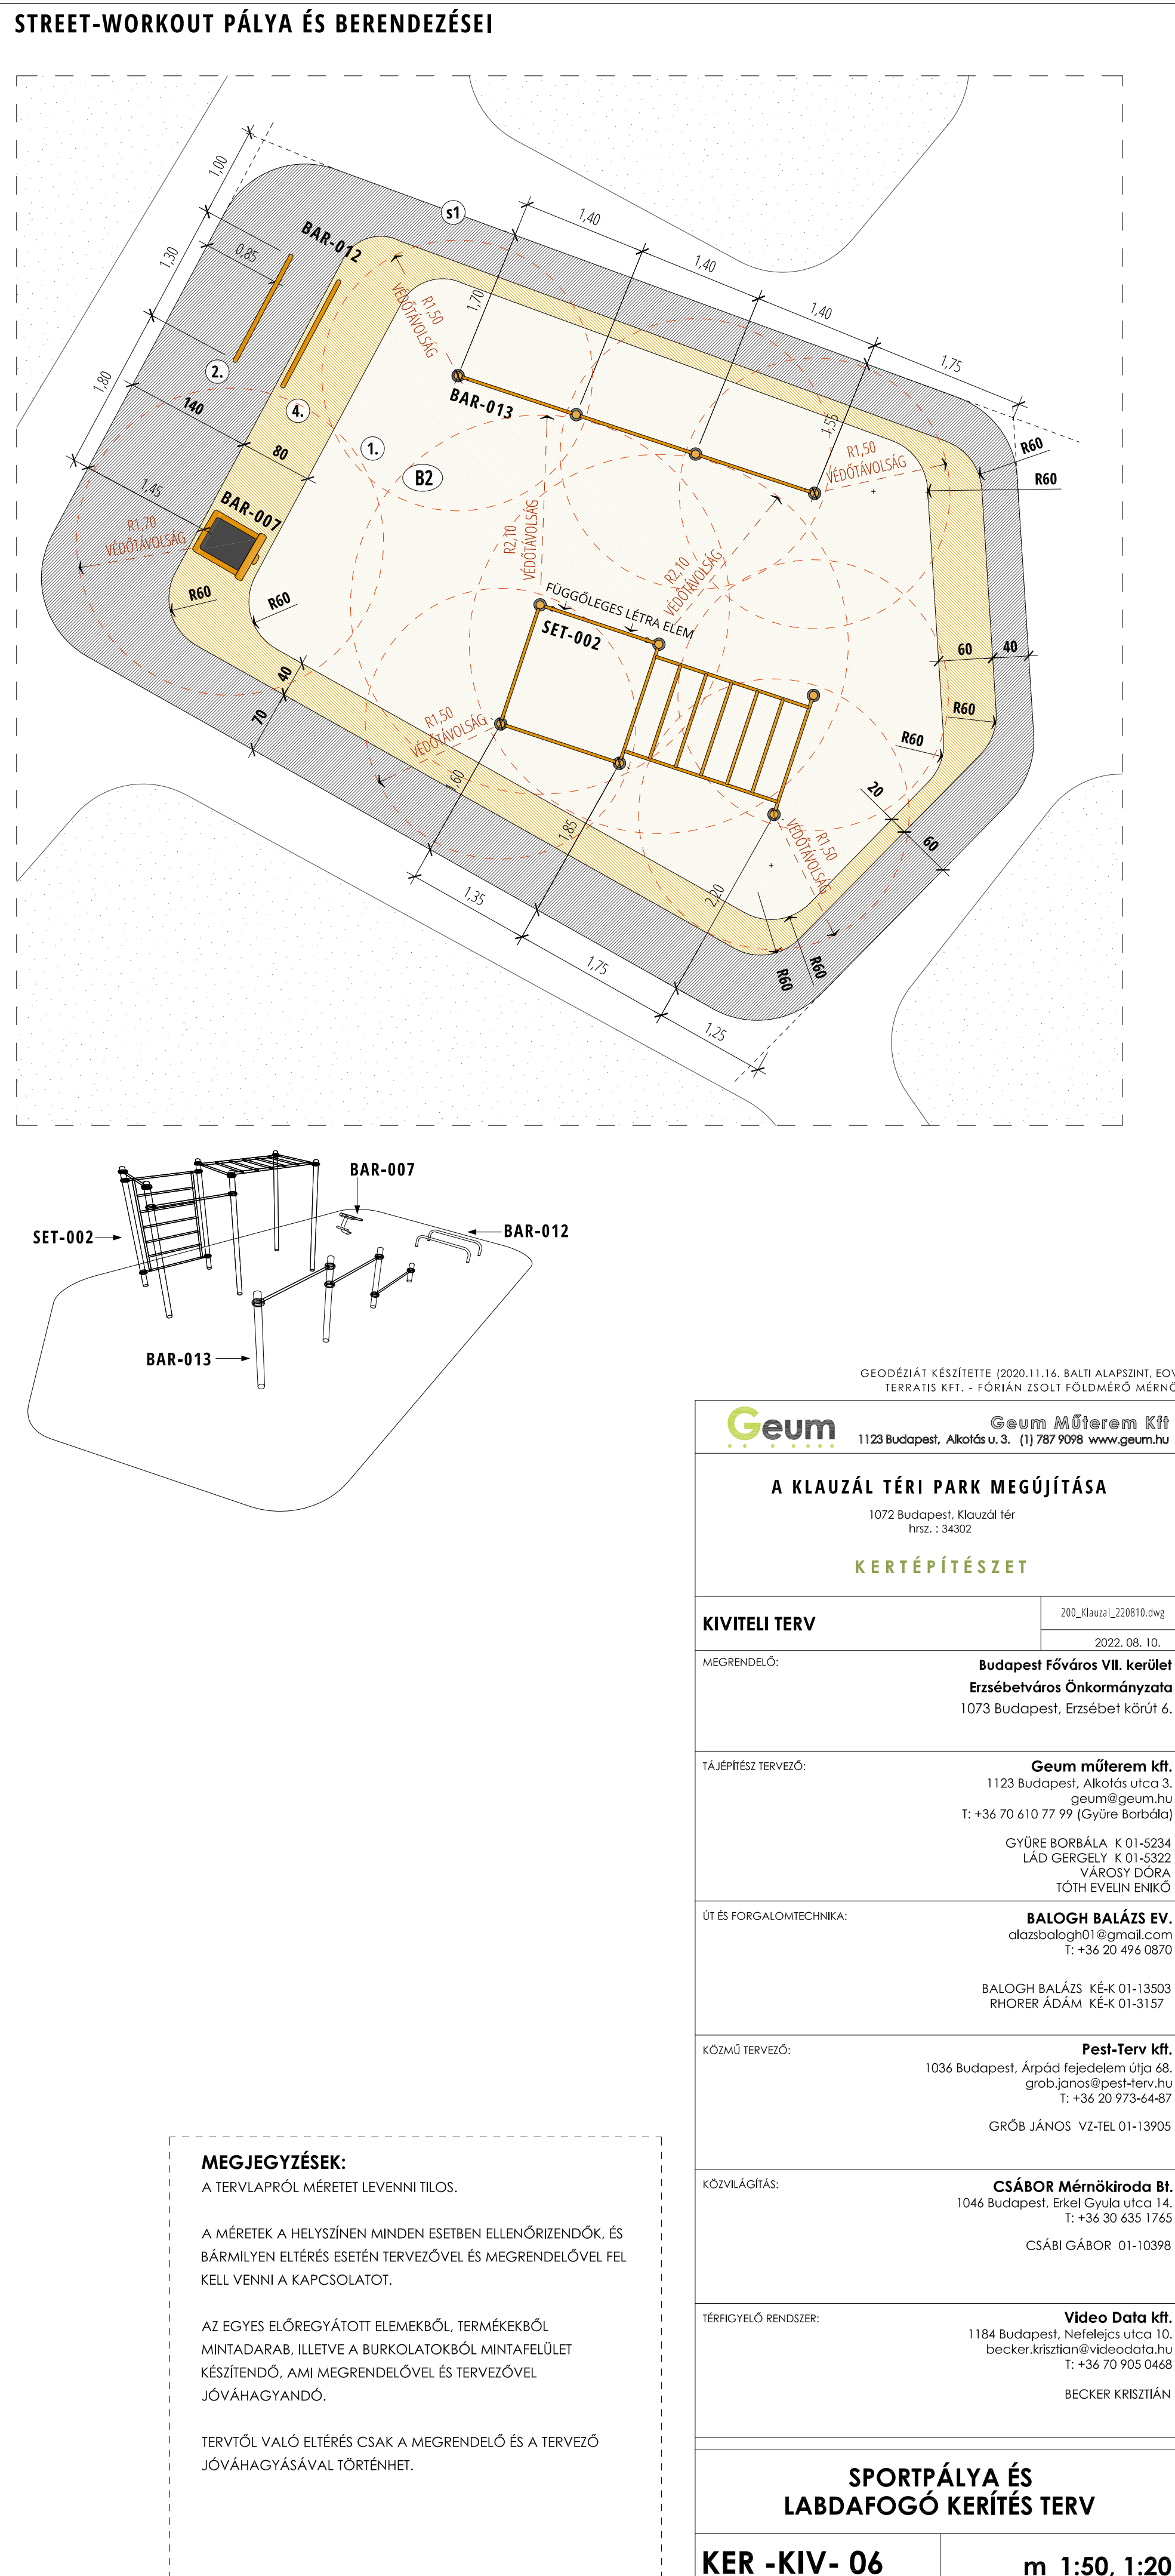 STREET-WORKOUT PÁLYA ÉS BERENDEZÉSEI
1,00
s1
1,40
BAR-012
1,30
0,85
1,40
1,70
R1,50
VÉDŐTÁVOLSÁG
1,40
1,75
2.
1,80
140
4.
BAR-013
1,55
80
1.
B2
R1,50
VÉDŐTÁVOLSÁG
R60
R60
1,45
BAR-007
R1,70
VÉDŐTÁVOLSÁG
R2,10
VÉDŐTÁVOLSÁG
R2,10
VÉDŐTÁVOLSÁG
R60
R60
FÜGGŐLEGES LÉTRA ELEM
SET-002
60
40
40
70
R1,50
VÉDŐTÁVOLSÁG
R60
R60
1,60
20
1,85
60
R1,50
VÉDŐTÁVOLSÁG
1,35
2,20
1,75
R60
R60
1,25
BAR-007
SET-002
BAR-012
BAR-013
GEODÉZIÁT KÉSZÍTETTE (2020.11.16. BALTI ALAPSZINT, EOV
TERRATIS KFT. - FÓRIÁN ZSOLT FÖLDMÉRŐ MÉRNÖ
Geum
Geum Műterem Kft
1123 Budapest, Alkotás u. 3. (1) 787 9098 www.geum.hu
A KLAUZÁL TÉRI PARK MEGÚJÍTÁSA
1072 Budapest, Klauzál tér
hrsz. : 34302
KERTÉPÍTÉSZET
KIVITELI TERV
200_Klauzal_220810.dwg
2022. 08. 10.
MEGRENDELŐ:
Budapest Főváros VII. kerület
Erzsébetváros Önkormányzata
1073 Budapest, Erzsébet körút 6.
TÁJÉPÍTÉSZ TERVEZŐ:
Geum műterem kft.
1123 Budapest, Alkotás utca 3.
geum@geum.hu
T: +36 70 610 77 99 (Gyüre Borbála)
GYÜRE BORBÁLA K 01-5234
LÁD GERGELY K 01-5322
VÁROSY DÓRA
TÓTH EVELIN ENIKŐ
ÚT ÉS FORGALOMTECHNIKA:
BALOGH BALÁZS EV.
alazsbalogh01@gmail.com
T: +36 20 496 0870
BALOGH BALÁZS KÉ-K 01-13503
RHORER ÁDÁM KÉ-K 01-3157
KÖZMŰ TERVEZŐ:
Pest-Terv kft.
1036 Budapest, Árpád fejedelem útja 68.
grob.janos@pest-terv.hu
T: +36 20 973-64-87
GRŐB JÁNOS VZ-TEL 01-13905
MEGJEGYZÉSEK:
A TERVLAPRÓL MÉRETET LEVENNI TILOS.
A MÉRETEK A HELYSZÍNEN MINDEN ESETBEN ELLENŐRIZENDŐK, ÉS
BÁRMILYEN ELTÉRÉS ESETÉN TERVEZŐVEL ÉS MEGRENDELŐVEL FEL
KELL VENNI A KAPCSOLATOT.
AZ EGYES ELŐREGYÁTOTT ELEMEKBŐL, TERMÉKEKBŐL
MINTADARAB, ILLETVE A BURKOLATOKBÓL MINTAFELÜLET
KÉSZÍTENDŐ, AMI MEGRENDELŐVEL ÉS TERVEZŐVEL
JÓVÁHAGYANDÓ.
TERVTŐL VALÓ ELTÉRÉS CSAK A MEGRENDELŐ ÉS A TERVEZŐ
JÓVÁHAGYÁSÁVAL TÖRTÉNHET.
KÖZVILÁGÍTÁS:
CSÁBOR Mérnökiroda Bt.
1046 Budapest, Erkel Gyula utca 14.
T: +36 30 635 1765
CSÁBI GÁBOR 01-10398
TÉRFIGYELŐ RENDSZER:
Video Data kft.
1184 Budapest, Nefelejcs utca 10.
becker.krisztian@videodata.hu
T: +36 70 905 0468
BECKER KRISZTIÁN
SPORTPÁLYA ÉS
LABDAFOGÓ KERÍTÉS TERV
KER -KIV- 06
m 1:50, 1:20